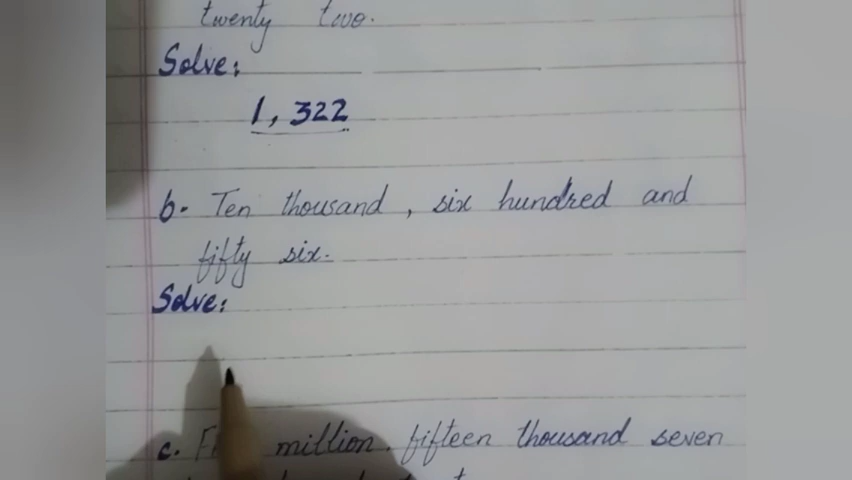 twenty two.
Solve:
1, 322
b. Ten thousand, six hundred and
fifty six.
Solve:
c. million. fifteen thousand seven